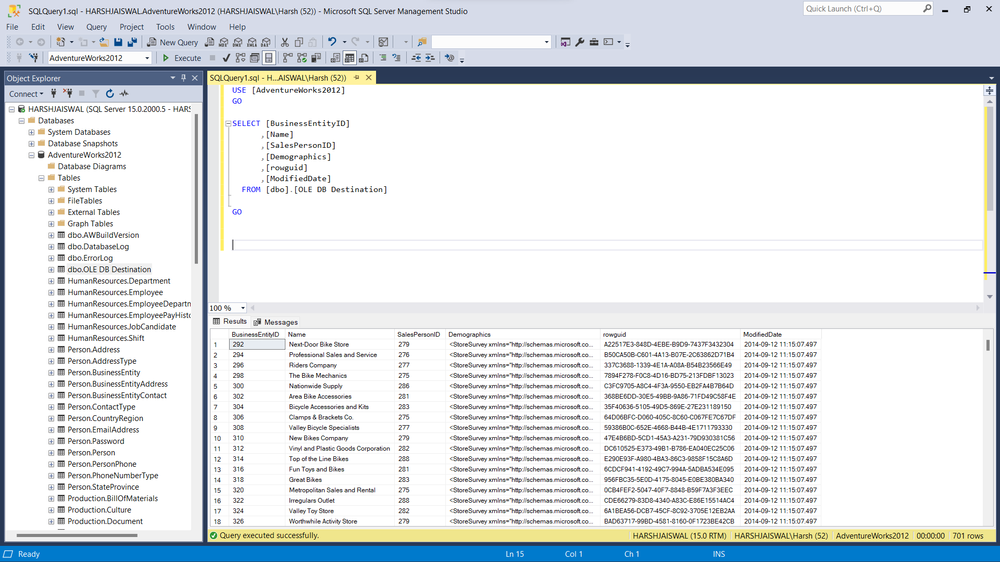 SQLQuery1.sql - HARSHJAISWAL.AdventureWorks2012 (HARSHJAISWAL\Harsh (52)) - Microsoft SQL Server Management Studio
Quick Launch (Ctrl+Q)
File Edit View Query Project Tools Window Help
New Query MDX DMX XMLA DAX
AdventureWorks2012 Execute
Object Explorer
Connect
HARSHJAISWAL (SQL Server 15.0.2000.5 - HARS
Databases
System Databases
Database Snapshots
AdventureWorks2012
Database Diagrams
Tables
System Tables
FileTables
External Tables
Graph Tables
dbo.AWBuildVersion
dbo.DatabaseLog
dbo.ErrorLog
dbo.OLE DB Destination
HumanResources.Department
HumanResources.Employee
HumanResources.EmployeeDepartm
HumanResources.EmployeePayHisto
HumanResources.JobCandidate
HumanResources.Shift
Person.Address
Person.AddressType
Person.BusinessEntity
Person.BusinessEntityAddress
Person.BusinessEntityContact
Person.ContactType
Person.CountryRegion
Person.EmailAddress
Person.Password
Person.Person
Person.PersonPhone
Person.PhoneNumberType
Person.StateProvince
Production.BillOfMaterials
Production.Culture
Production.Document
SQLQuery1.sql - H...AISWAL\Harsh (52))
USE [AdventureWorks2012]
GO
SELECT [BusinessEntityID]
,[Name]
,[SalesPersonID]
,[Demographics]
,[rowguid]
,[ModifiedDate]
FROM [dbo].[OLE DB Destination]
GO
100 %
Results Messages
BusinessEntityID Name SalesPersonID Demographics rowguid ModifiedDate
1 292 Next-Door Bike Store 279 <StoreSurvey xmlns="http://schemas.microsoft.co... A22517E3-848D-4EBE-B9D9-7437F3432304 2014-09-12 11:15:07.497
2 294 Professional Sales and Service 276 <StoreSurvey xmlns="http://schemas.microsoft.co... B50CA50B-C601-4A13-B07E-2C63862D71B4 2014-09-12 11:15:07.497
3 296 Riders Company 277 <StoreSurvey xmlns="http://schemas.microsoft.co... 337C3688-1339-4E1A-A08A-B54B23566E49 2014-09-12 11:15:07.497
4 298 The Bike Mechanics 275 <StoreSurvey xmlns="http://schemas.microsoft.co... 7894F278-F0C8-4D16-BD75-213FDBF13023 2014-09-12 11:15:07.497
5 300 Nationwide Supply 286 <StoreSurvey xmlns="http://schemas.microsoft.co... C3FC9705-A8C4-4F3A-9550-EB2FA4B7B64D 2014-09-12 11:15:07.497
6 302 Area Bike Accessories 281 <StoreSurvey xmlns="http://schemas.microsoft.co... 368BE6DD-30E5-49BB-9A86-71FD49C58F4E 2014-09-12 11:15:07.497
7 304 Bicycle Accessories and Kits 283 <StoreSurvey xmlns="http://schemas.microsoft.co... 35F40636-5105-49D5-869E-27E231189150 2014-09-12 11:15:07.497
8 306 Clamps & Brackets Co. 275 <StoreSurvey xmlns="http://schemas.microsoft.co... 64D06BFC-D060-405C-8C60-C067FE7C67DF 2014-09-12 11:15:07.497
9 308 Valley Bicycle Specialists 277 <StoreSurvey xmlns="http://schemas.microsoft.co... 59386B0C-652E-4668-B44B-4E1711793330 2014-09-12 11:15:07.497
10 310 New Bikes Company 279 <StoreSurvey xmlns="http://schemas.microsoft.co... 47E4B6BD-5CD1-45A3-A231-79D930381C56 2014-09-12 11:15:07.497
11 312 Vinyl and Plastic Goods Corporation 282 <StoreSurvey xmlns="http://schemas.microsoft.co... DC610525-E373-49B1-B786-EA040EC25C06 2014-09-12 11:15:07.497
12 314 Top of the Line Bikes 288 <StoreSurvey xmlns="http://schemas.microsoft.co... E290E93F-A980-4BA3-86C3-9858F15C8A6D 2014-09-12 11:15:07.497
13 316 Fun Toys and Bikes 281 <StoreSurvey xmlns="http://schemas.microsoft.co... 6CDCF941-4192-49C7-994A-5ADBA534E095 2014-09-12 11:15:07.497
14 318 Great Bikes 283 <StoreSurvey xmlns="http://schemas.microsoft.co... 956FBC35-5E0D-4175-8045-E0BE380BA340 2014-09-12 11:15:07.497
15 320 Metropolitan Sales and Rental 275 <StoreSurvey xmlns="http://schemas.microsoft.co... 0CB4FEF2-5047-40F7-8848-B59F7A3F3EEC 2014-09-12 11:15:07.497
16 322 Irregulars Outlet 288 <StoreSurvey xmlns="http://schemas.microsoft.co... CDE66279-83D8-4340-A83C-E86E15514AC4 2014-09-12 11:15:07.497
17 324 Valley Toy Store 282 <StoreSurvey xmlns="http://schemas.microsoft.co... 6A1BEA56-DCB7-45CF-8C92-3705E12EB2AA 2014-09-12 11:15:07.497
18 326 Worthwhile Activity Store 279 <StoreSurvey xmlns="http://schemas.microsoft.co... BAD63717-99BD-4581-8160-0F1723BE42CB 2014-09-12 11:15:07.497
Query executed successfully. HARSHJAISWAL (15.0 RTM) HARSHJAISWAL\Harsh (52) AdventureWorks2012 00:00:00 701 rows
Ready Ln 15 Col 1 Ch 1 INS